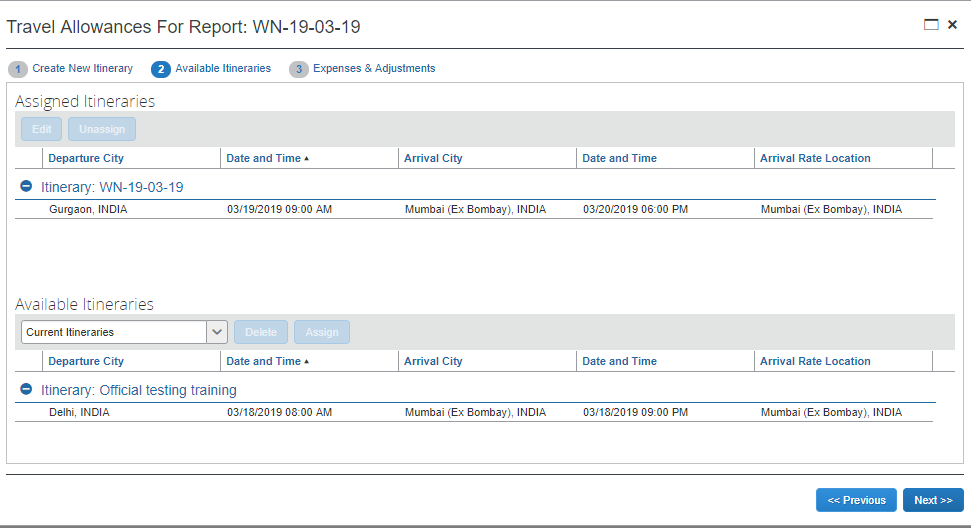 Travel Allowances For Report: WN-19-03-19
1 Create New Itinerary 2 Available Itineraries 3 Expenses & Adjustments
Assigned Itineraries
Edit Unassign
Departure City Date and Time Arrival City Date and Time Arrival Rate Location
Itinerary: WN-19-03-19
Gurgaon, INDIA 03/19/2019 09:00 AM Mumbai (Ex Bombay), INDIA 03/20/2019 06:00 PM Mumbai (Ex Bombay), INDIA
Available Itineraries
Current Itineraries Delete Assign
Departure City Date and Time Arrival City Date and Time Arrival Rate Location
Itinerary: Official testing training
Delhi, INDIA 03/18/2019 08:00 AM Mumbai (Ex Bombay), INDIA 03/18/2019 09:00 PM Mumbai (Ex Bombay), INDIA
<< Previous Next >>